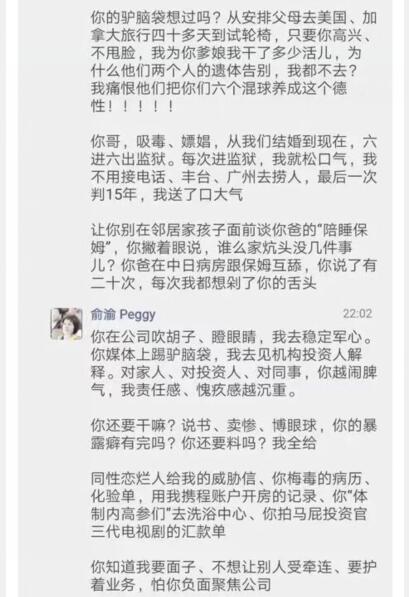 你的驴脑袋想过吗？从安排父母去美国、加
拿大旅行四十多天到试轮椅，只要你高兴、
不甩脸，我为你爹娘我干了多少活儿，为
什么他们两个人的遗体告别，我都不去？
我痛恨他们把你们六个混球养成这个德
性！！！！！
你哥，吸毒、嫖娼，从我们结婚到现在，六
进六出监狱。每次进监狱，我就松口气，我
不用接电话、丰台、广州去捞人，最后一次
判15年，我送了口大气
让你别在邻居家孩子面前谈你爸的“陪睡保
姆”，你撇着眼说，谁么家炕头没几件事
儿？你爸在中日病房跟保姆互舔，你说了有
二十次，每次我都想剁了你的舌头
俞渝 Peggy
22:02
你在公司吹胡子、瞪眼睛，我去稳定军心。
你媒体上踢驴脑袋，我去见机构投资人解
释。对家人、对投资人、对同事，你越闹脾
气，我责任感、愧疚感越沉重。
你还要干嘛？说书、卖惨、博眼球，你的暴
露癖有完吗？你还要料吗？我全给
同性恋烂人给我的威胁信、你梅毒的病历、
化验单，用我携程账户开房的记录、你“体
制内高参们”去洗浴中心、你拍马屁投资官
三代电视剧的汇款单
你知道我要面子、不想让别人受牵连、要护
着业务，怕你负面聚焦公司